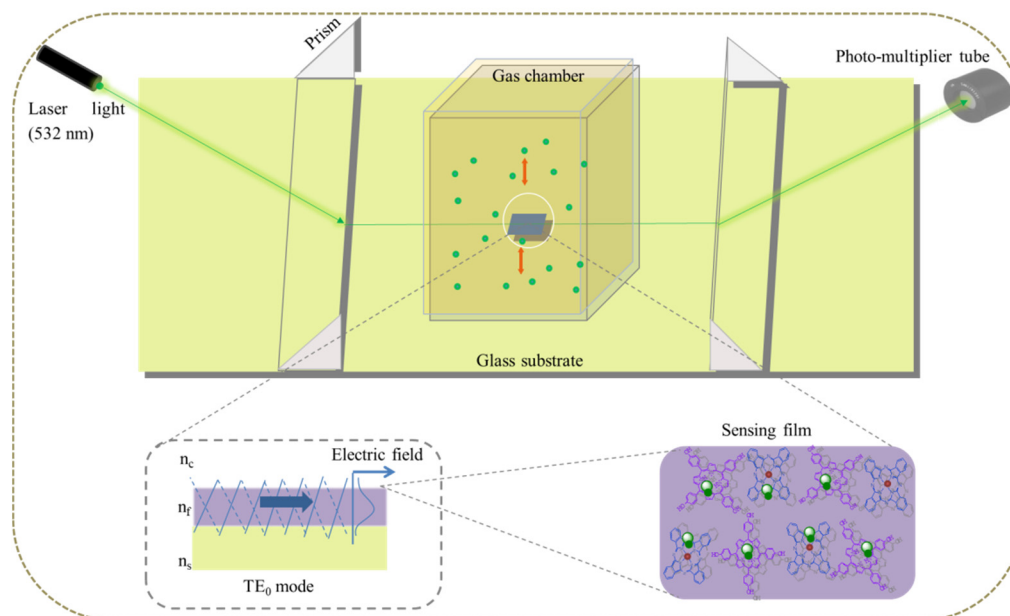 Prism
Gas chamber
Photo-multiplier tube
Laser light
(532 nm)
Glass substrate
Sensing film
n_c
Electric field
n_f
n_s
TE₀ mode